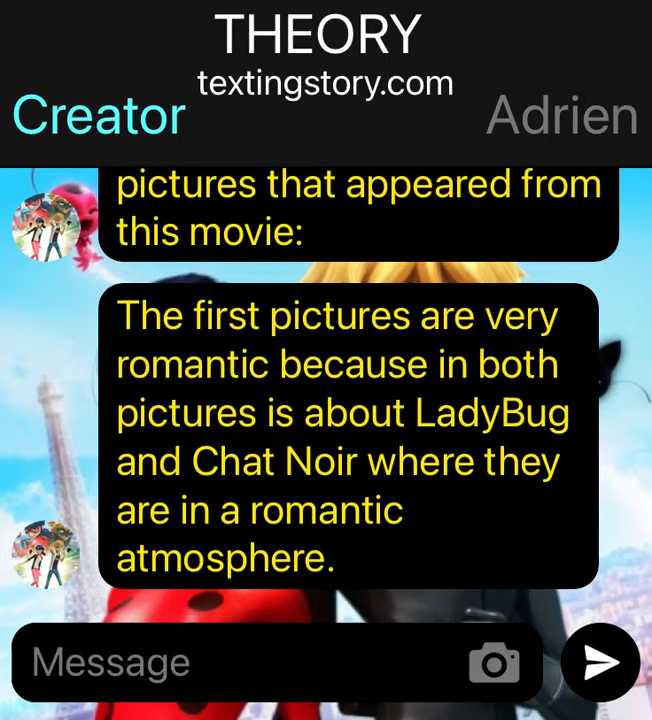 THEORY
textingstory.com
Creator
Adrien
pictures that appeared from
this movie:
The first pictures are very
romantic because in both
pictures is about LadyBug
and Chat Noir where they
are in a romantic
atmosphere.
Message